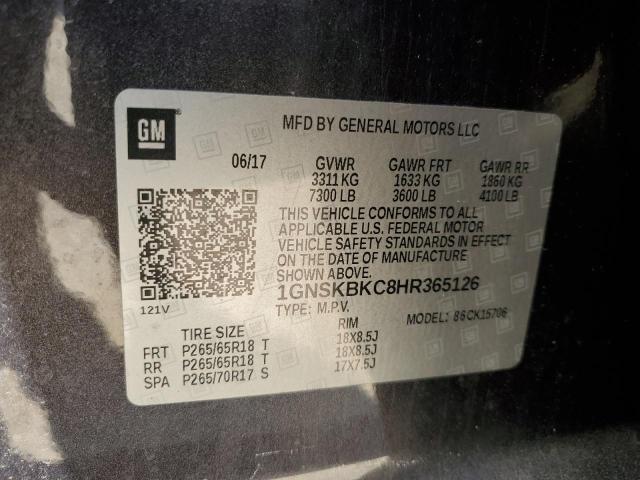 GM
MFD BY GENERAL MOTORS LLC
06/17 GVWR GAWR FRT GAWR RR
3311 KG 1633 KG 1860 KG
7300 LB 3600 LB 4100 LB
THIS VEHICLE CONFORMS TO ALL
APPLICABLE U.S. FEDERAL MOTOR
VEHICLE SAFETY STANDARDS IN EFFECT
ON THE DATE OF MANUFACTURE
SHOWN ABOVE.
1GNSKBKC8HR365126
121V TYPE: M.P.V. MODEL: 86CK15706
TIRE SIZE RIM
FRT P265/65R18 T 18X8.5J
RR P265/65R18 T 18X8.5J
SPA P265/70R17 S 17X7.5J